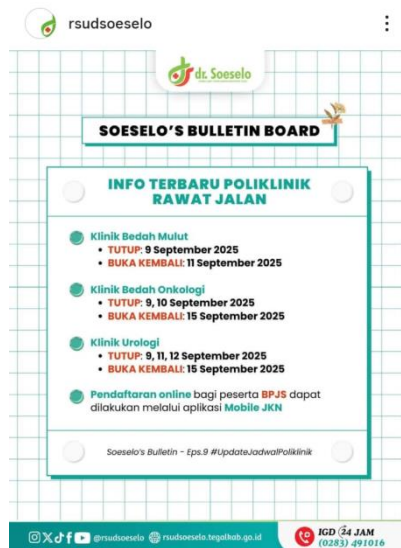 rsudsoeselo
dr. Soeselo
SOESELO'S BULLETIN BOARD
INFO TERBARU POLIKLINIK
RAWAT JALAN
Klinik Bedah Mulut
• TUTUP: 9 September 2025
• BUKA KEMBALI: 11 September 2025
Klinik Bedah Onkologi
• TUTUP: 9, 10 September 2025
• BUKA KEMBALI: 15 September 2025
Klinik Urologi
• TUTUP: 9, 11, 12 September 2025
• BUKA KEMBALI: 15 September 2025
Pendaftaran online bagi peserta BPJS dapat
dilakukan melalui aplikasi Mobile JKN
Soeselo's Bulletin - Eps.9 #UpdateJadwalPoliklinik
@rsudsoeselo rsudsoeselo.tegalkab.go.id
IGD 24 JAM
(0283) 491016